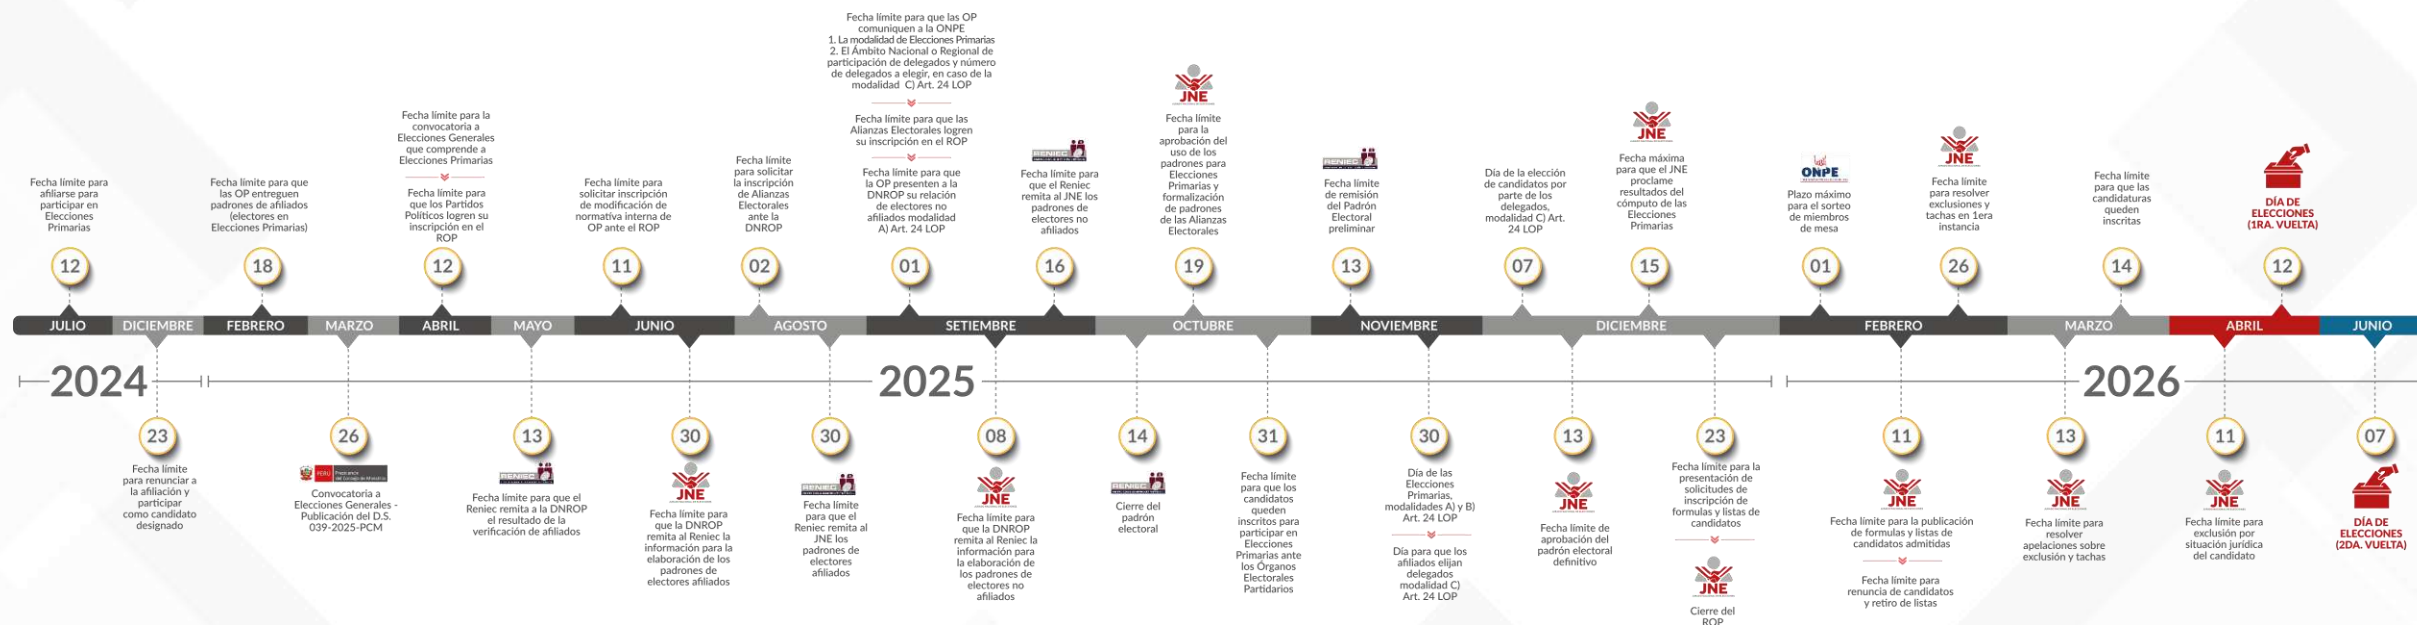 Fecha límite para
afiliarse para
participar en
Elecciones
Primarias
12
Fecha límite para que
las OP entreguen
padrones de afiliados
(electores en
Elecciones Primarias)
18
Fecha límite para la
convocatoria a
Elecciones Generales
que comprende a
Elecciones Primarias
Fecha límite para
que los Partidos
Políticos logren su
inscripción en el
ROP
12
Fecha límite para
solicitar inscripción
de modificación de
normativa interna de
OP ante el ROP
11
Fecha límite
para solicitar
la inscripción
de Alianzas
Electorales
ante la
DNROP
02
Fecha límite para que las OP
comuniquen a la ONPE
1. La modalidad de Elecciones Primarias
2. El Ámbito Nacional o Regional de
participación de delegados y número
de delegados a elegir, en caso de la
modalidad C) Art. 24 LOP
Fecha límite para que las
Alianzas Electorales logren
su inscripción en el ROP
Fecha límite para que
la OP presenten a la
DNROP su relación
de electores no
afiliados modalidad
A) Art. 24 LOP
01
RENIEC
Fecha límite para
que el Reniec
remita al JNE los
padrones de
electores no
afiliados
16
JNE
Fecha límite
para la
aprobación del
uso de los
padrones para
Elecciones
Primarias y
formalización
de padrones
de las Alianzas
Electorales
19
RENIEC
Fecha límite
de remisión
del Padrón
Electoral
preliminar
13
Día de la elección
de candidatos por
parte de los
delegados,
modalidad C) Art.
24 LOP
07
JNE
Fecha máxima
para que el JNE
proclame
resultados del
cómputo de las
Elecciones
Primarias
15
ONPE
Plazo máximo
para el sorteo
de miembros
de mesa
01
JNE
Fecha límite
para resolver
exclusiones y
tachas en 1era
instancia
26
Fecha límite
para que las
candidaturas
queden
inscritas
14
DÍA DE
ELECCIONES
(1RA. VUELTA)
12
JULIO DICIEMBRE FEBRERO MARZO ABRIL MAYO JUNIO AGOSTO SETIEMBRE OCTUBRE NOVIEMBRE DICIEMBRE FEBRERO MARZO ABRIL JUNIO
2024 2025 2026
23
Fecha límite
para renunciar a
la afiliación y
participar
como candidato
designado
26
PERÚ Presidencia
del Consejo de Ministros
Convocatoria a
Elecciones Generales -
Publicación del D.S.
039-2025-PCM
13
RENIEC
Fecha límite para que el
Reniec remita a la DNROP
el resultado de la
verificación de afiliados
30
JNE
Fecha límite para
que la DNROP
remita al Reniec la
información para la
elaboración de los
padrones de
electores afiliados
30
RENIEC
Fecha límite
para que el
Reniec remita al
JNE los
padrones de
electores
afiliados
08
JNE
Fecha límite para
que la DNROP
remita al Reniec la
información para
la elaboración de
los padrones de
electores no
afiliados
14
RENIEC
Cierre del
padrón
electoral
31
Fecha límite
para que los
candidatos
queden
inscritos para
participar en
Elecciones
Primarias ante
los Órganos
Electorales
Partidarios
30
Día de las
Elecciones
Primarias,
modalidades A) y B)
Art. 24 LOP
Día para que los
afiliados elijan
delegados
modalidad C)
Art. 24 LOP
13
JNE
Fecha límite de
aprobación del
padrón electoral
definitivo
23
Fecha límite para la
presentación de
solicitudes de
inscripción de
formulas y listas de
candidatos
JNE
Cierre del
ROP
11
JNE
Fecha límite para la publicación
de formulas y listas de
candidatos admitidas
Fecha límite para
renuncia de candidatos
y retiro de listas
13
JNE
Fecha límite para
resolver
apelaciones sobre
exclusión y tachas
11
JNE
Fecha límite para
exclusión por
situación jurídica
del candidato
07
DÍA DE
ELECCIONES
(2DA. VUELTA)